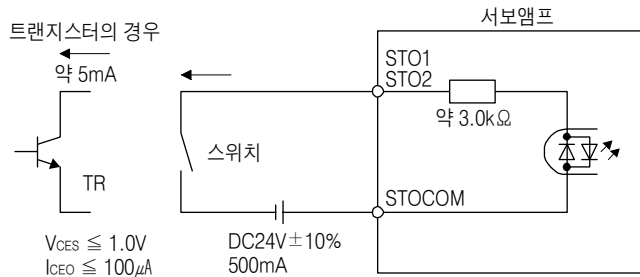 트랜지스터의 경우
약 5mA
TR
VCES ≦ 1.0V
ICEO ≦ 100㎂
스위치
DC24V±10%
500mA
서보앰프
STO1
STO2
약 3.0kΩ
STOCOM